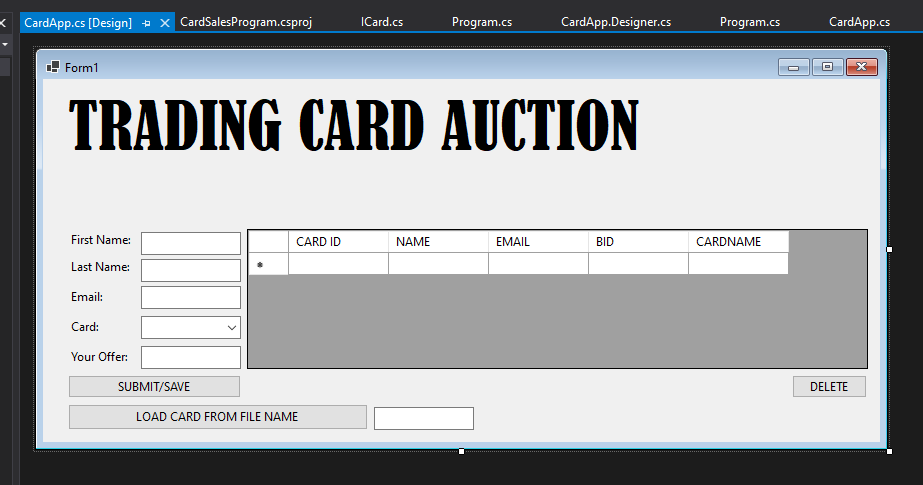 CardApp.cs [Design] CardSalesProgram.csproj ICard.cs Program.cs CardApp.Designer.cs Program.cs CardApp.cs
Form1
TRADING CARD AUCTION
First Name:
CARD ID NAME EMAIL BID CARDNAME
Last Name:
Email:
Card:
Your Offer:
SUBMIT/SAVE DELETE
LOAD CARD FROM FILE NAME